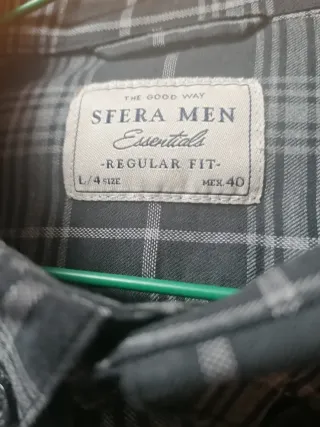 THE GOOD WAY
SFERA MEN
Essentials
-REGULAR FIT-
L/4 SIZE MEX.40